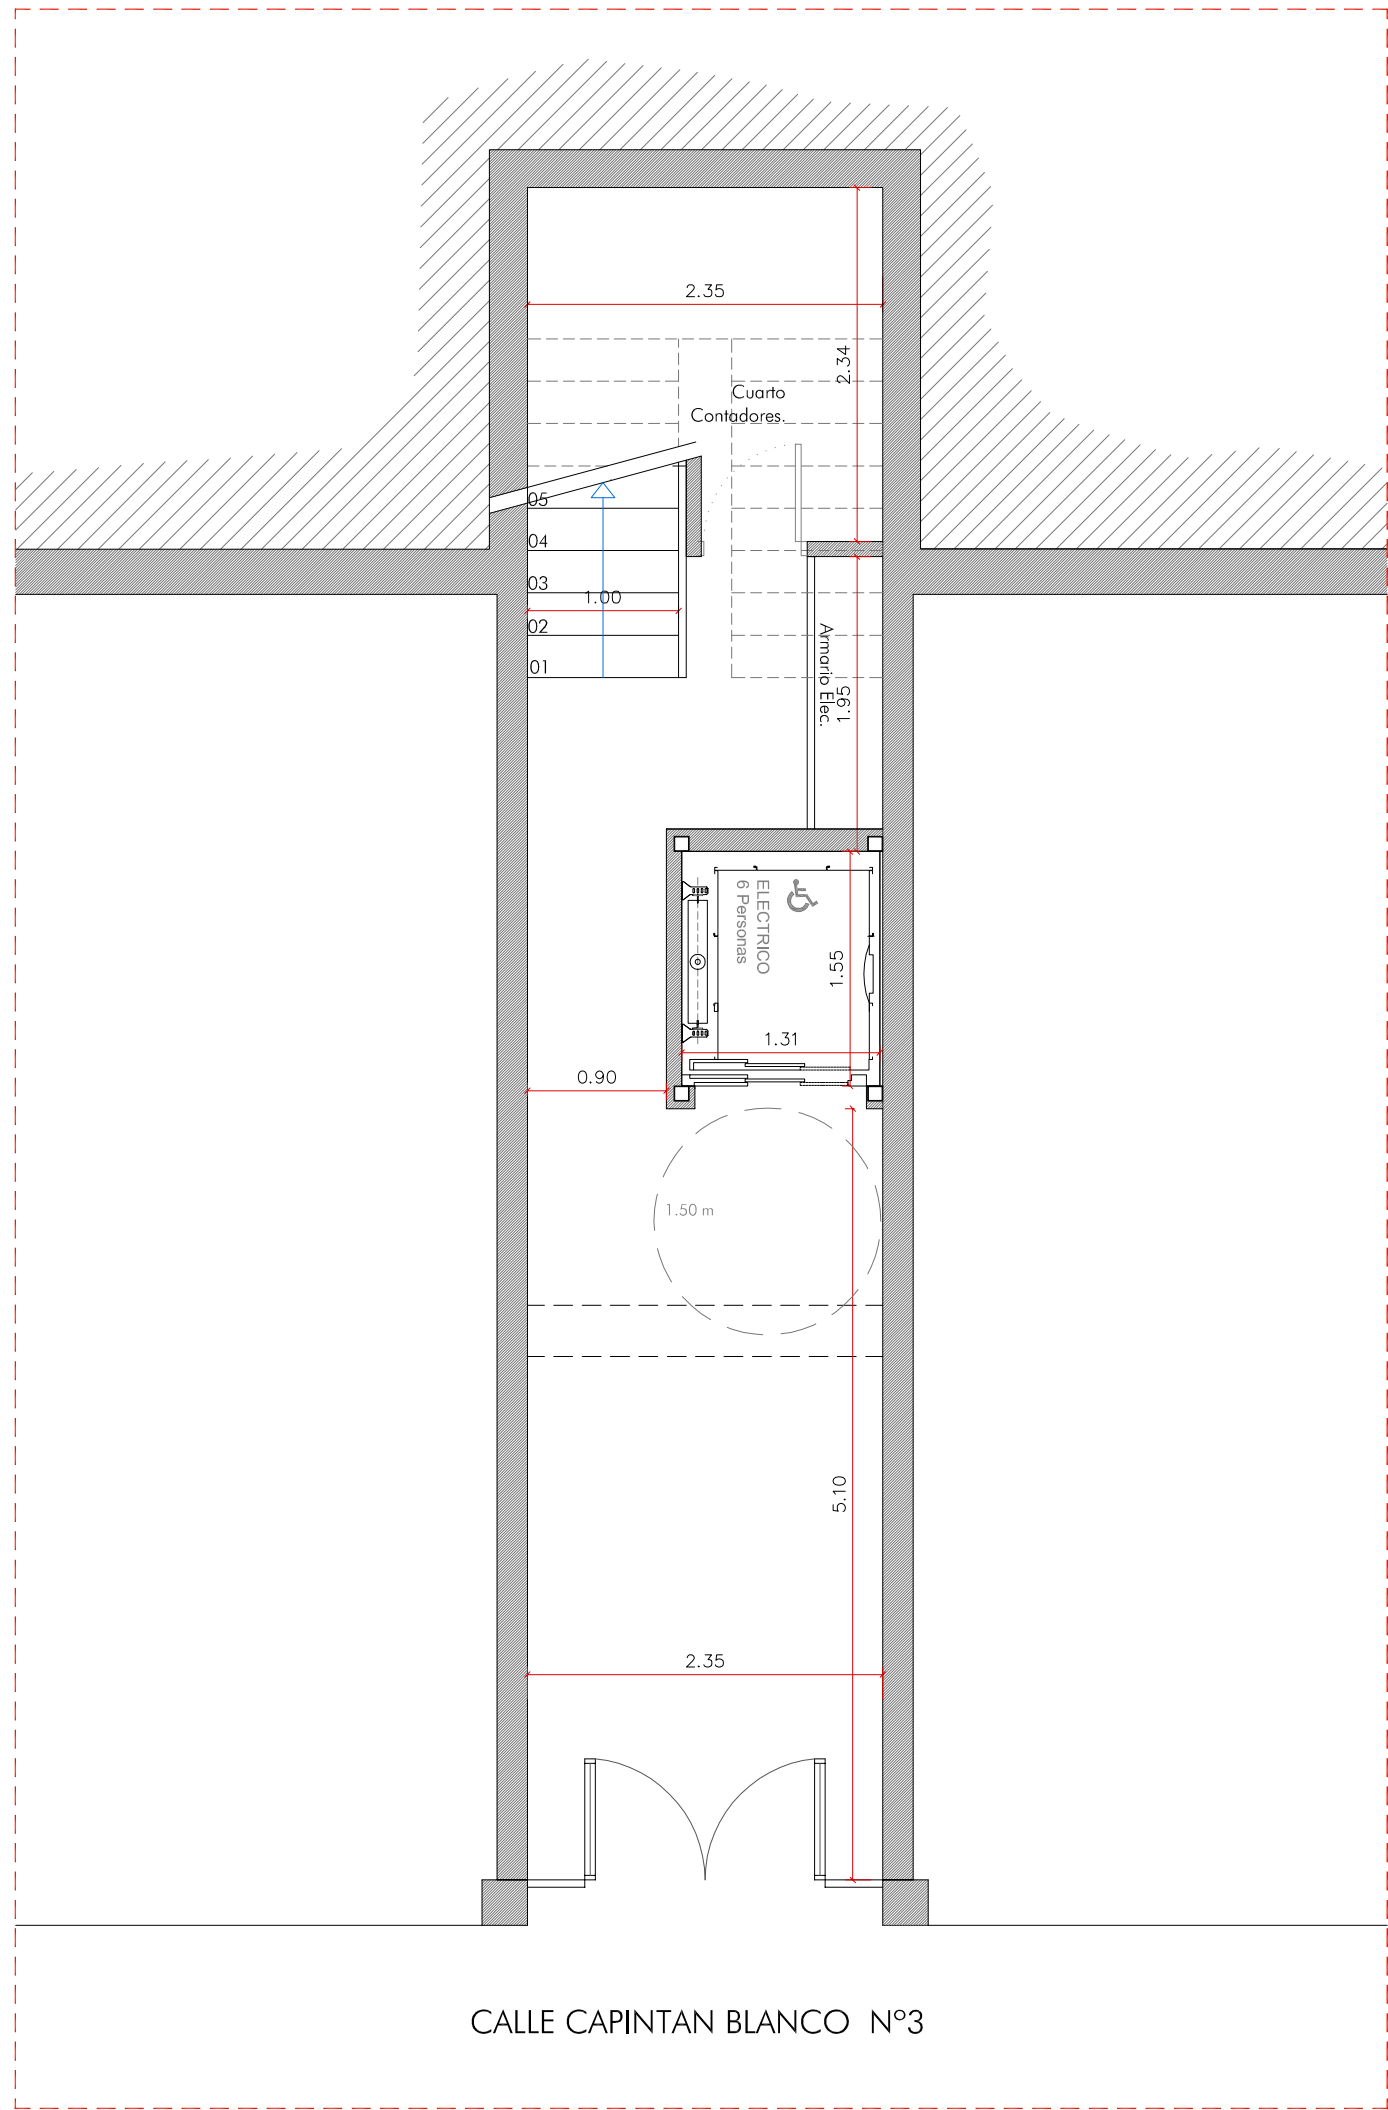 2.35
2.34
Cuarto
Contadores.
05
04
03
1.00
02
01
Armario Elec.
1.95
ELECTRICO
6 Personas
1.55
1.31
0.90
1.50 m
5.10
2.35
CALLE CAPINTAN BLANCO Nº3